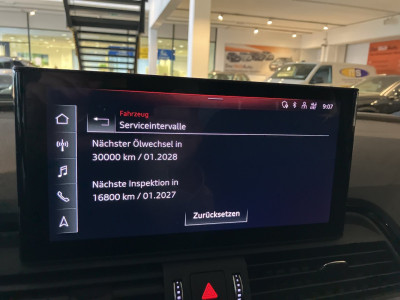 9:07
Fahrzeug
Serviceintervalle
Nächster Ölwechsel in
30000 km / 01.2028
Nächste Inspektion in
16800 km / 01.2027
Zurücksetzen